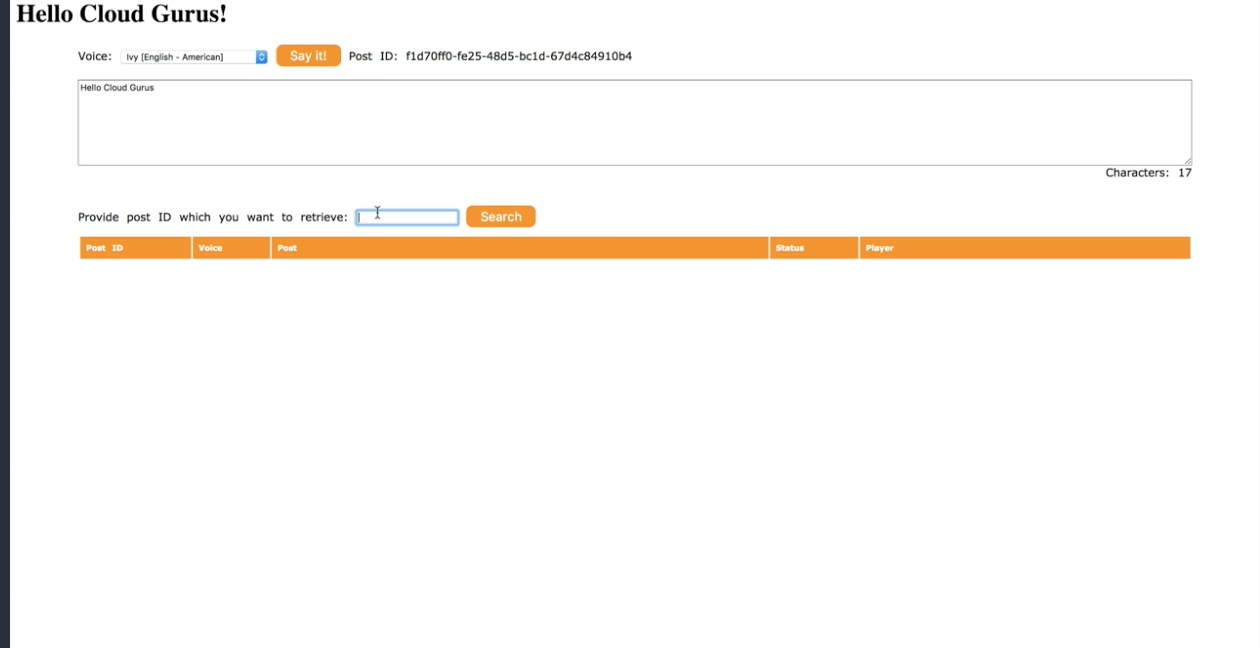 Hello Cloud Gurus!
Voice: Ivy [English - American] Say it! Post ID: f1d70ff0-fe25-48d5-bc1d-67d4c84910b4
Hello Cloud Gurus
Characters: 17
Provide post ID which you want to retrieve: Search
Post ID Voice Post Status Player